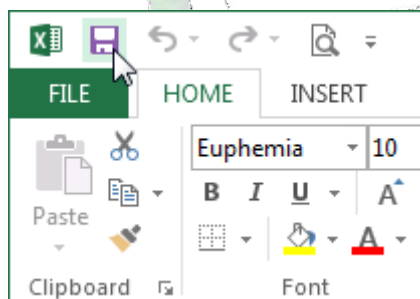 FILE HOME INSERT
Euphemia 10
B I U A
Paste
A
Clipboard Font